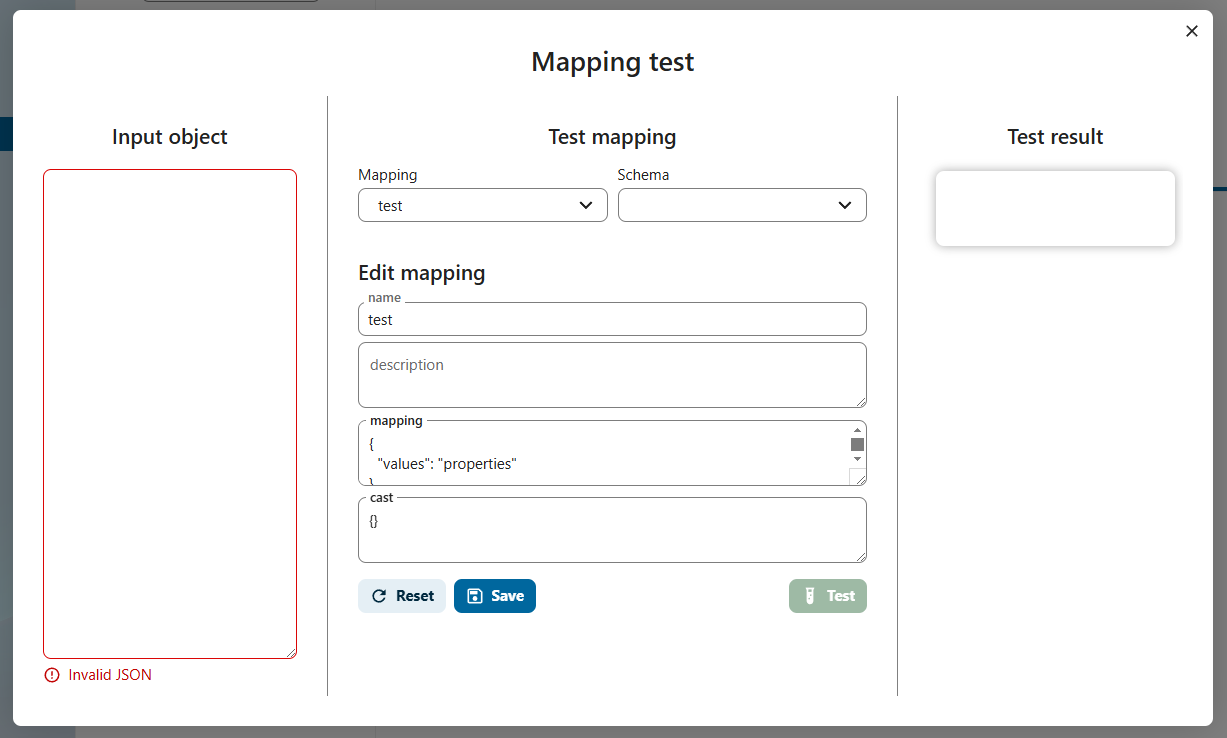 Mapping test
Input object
Invalid JSON
Test mapping
Mapping
test
Schema
Edit mapping
name
test
description
mapping
{
"values": "properties"
}
cast
{}
Reset
Save
Test
Test result